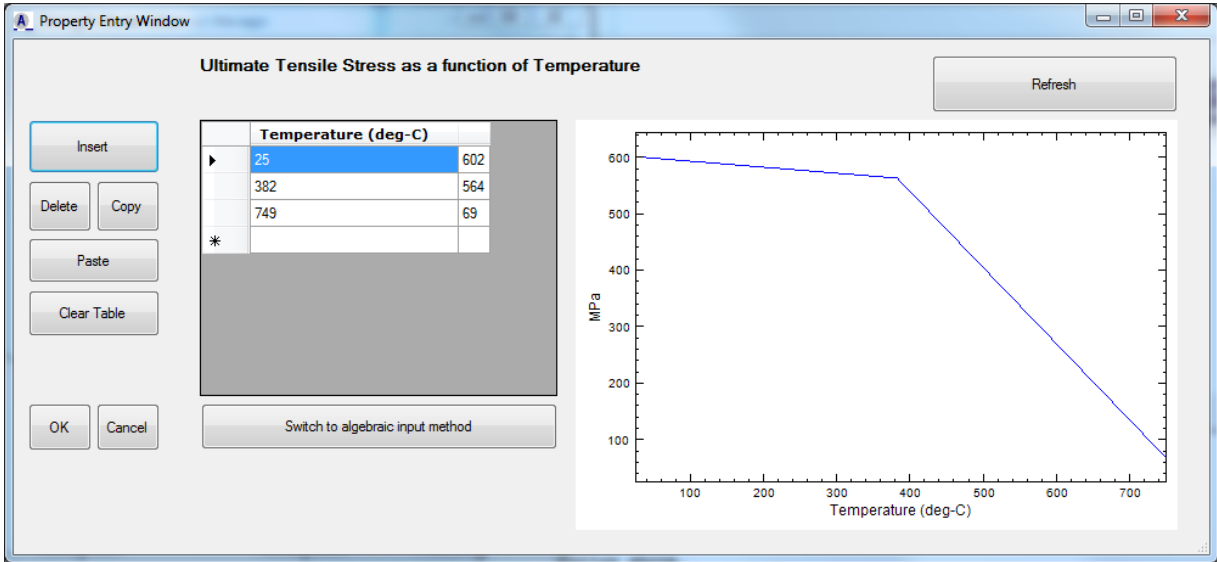 Property Entry Window
Ultimate Tensile Stress as a function of Temperature
Refresh
Insert
Delete
Copy
Paste
Clear Table
OK
Cancel
Temperature (deg-C)
25 602
382 564
749 69
*
Switch to algebraic input method
600
500
400
300
200
100
MPa
100 200 300 400 500 600 700
Temperature (deg-C)